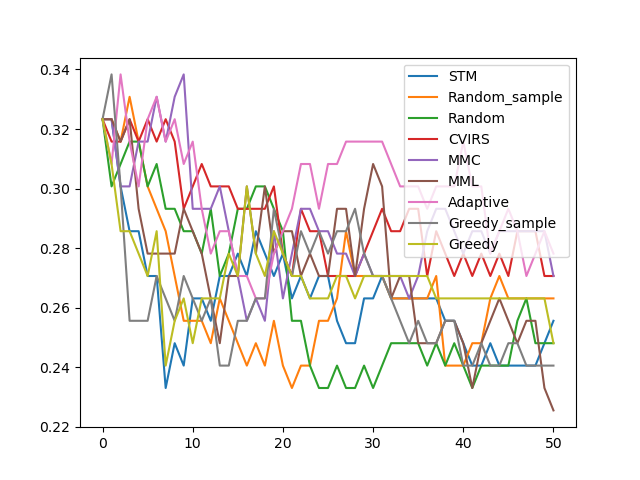 0.34
0.32
0.30
0.28
0.26
0.24
0.22
0
10
20
30
40
50
STM
Random_sample
Random
CVIRS
MMC
MML
Adaptive
Greedy_sample
Greedy